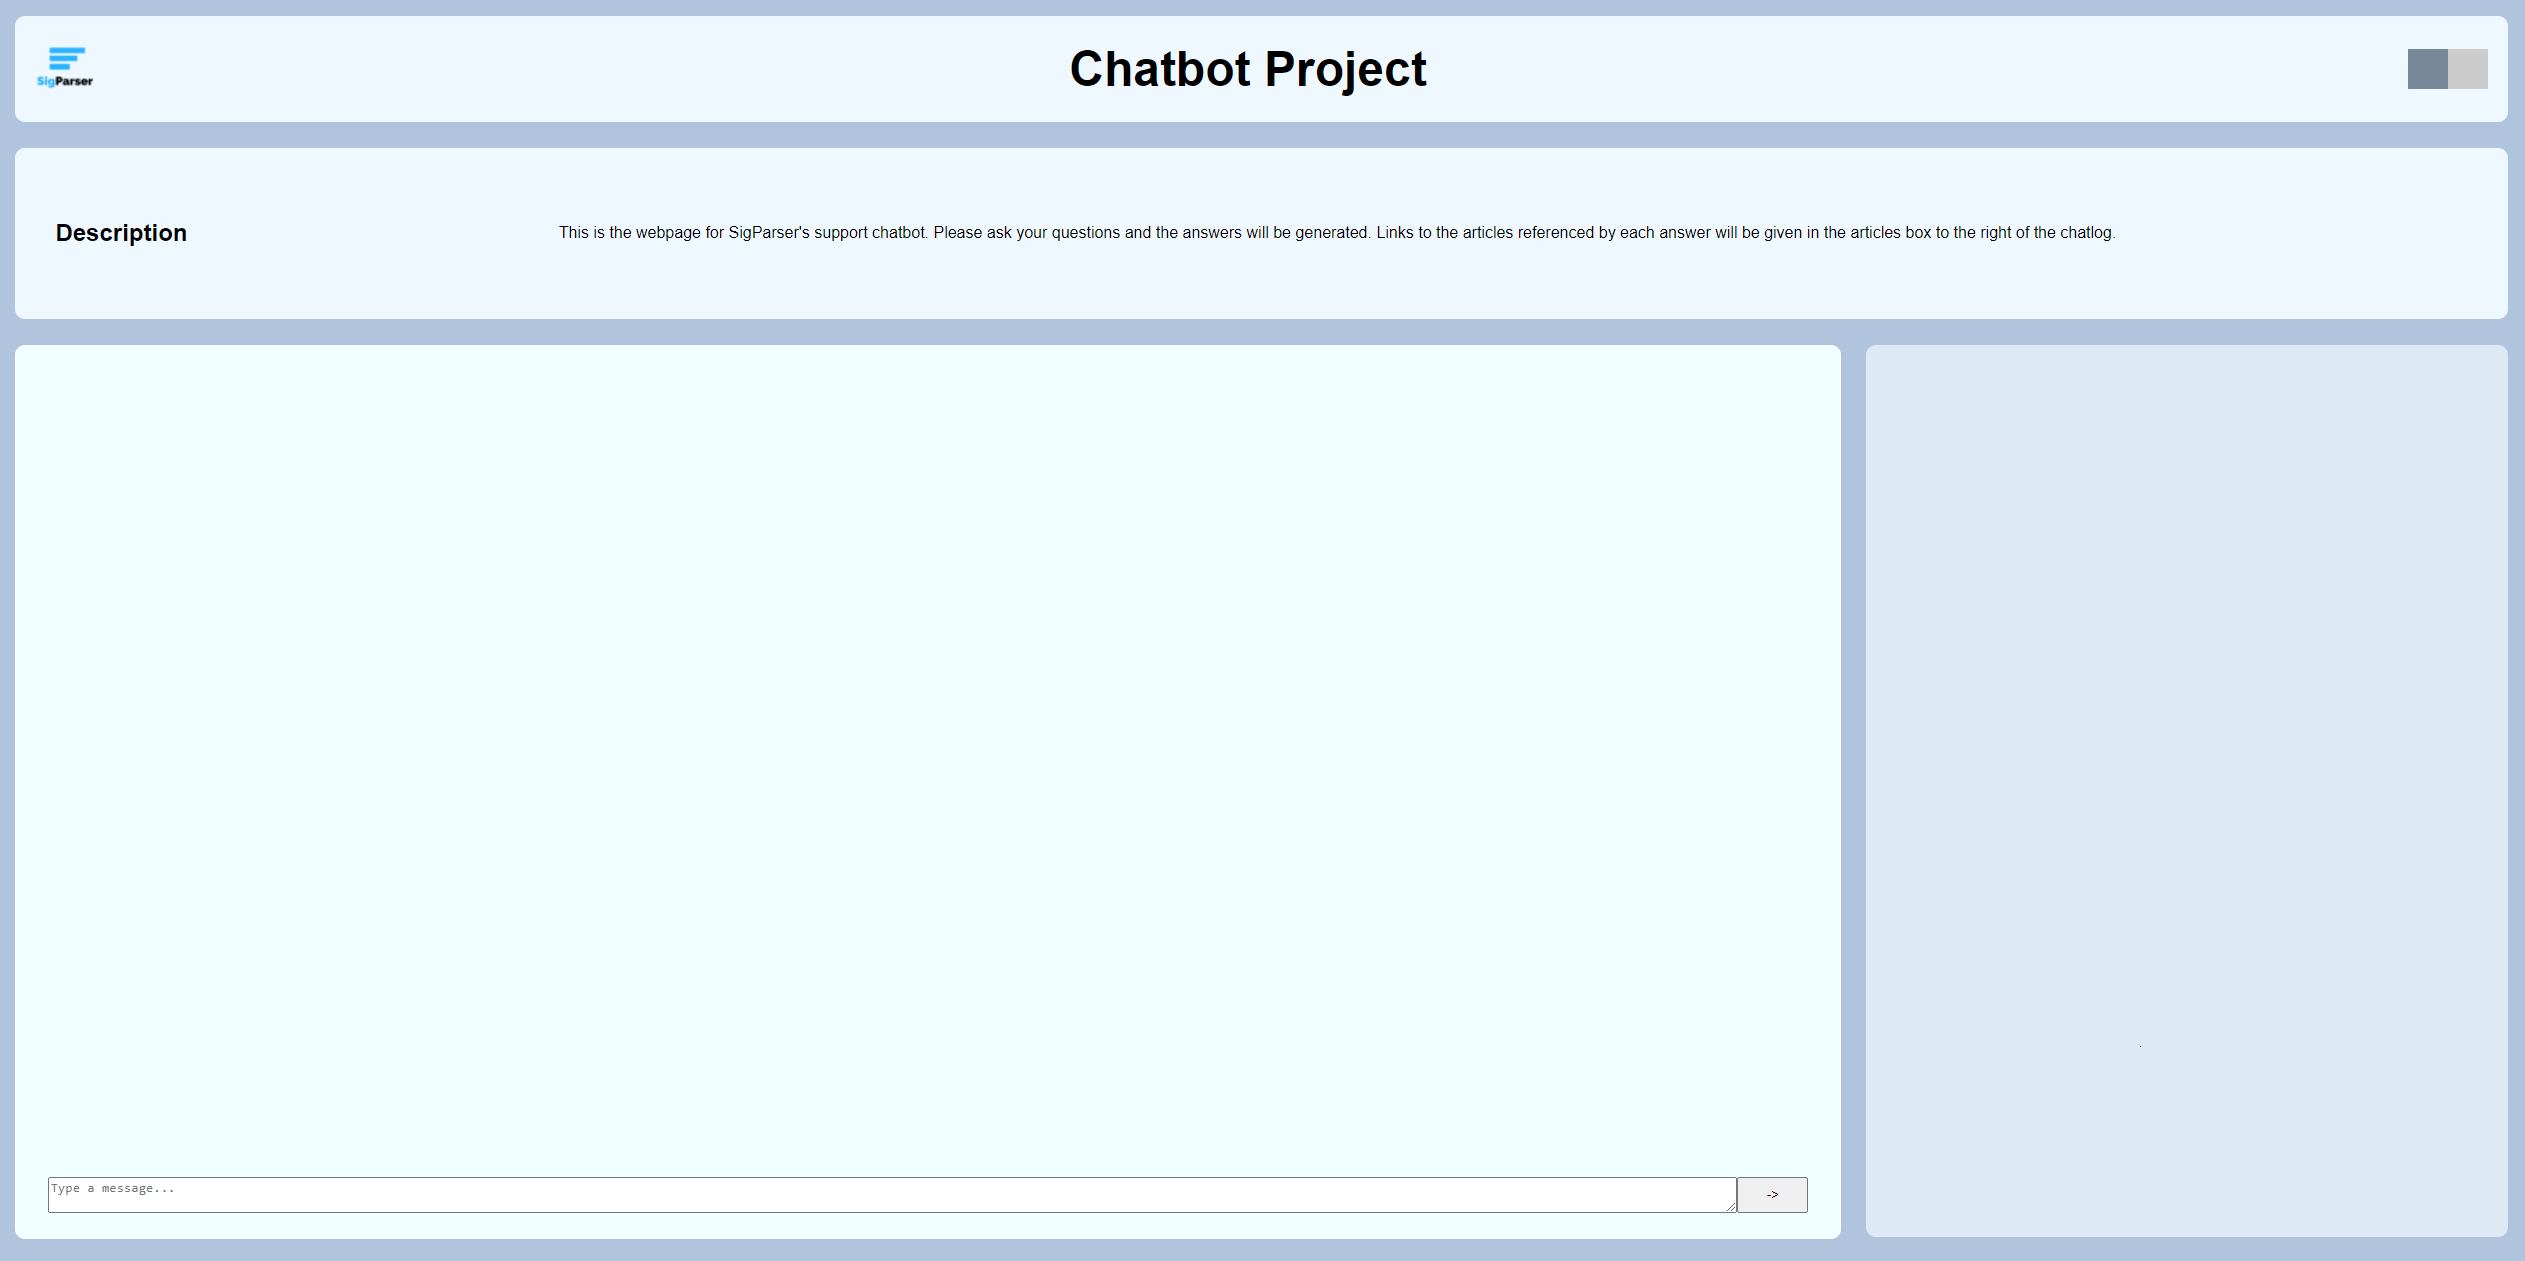 SigParser
Chatbot Project
Description
This is the webpage for SigParser's support chatbot. Please ask your questions and the answers will be generated. Links to the articles referenced by each answer will be given in the articles box to the right of the chatlog.
Type a message...
->